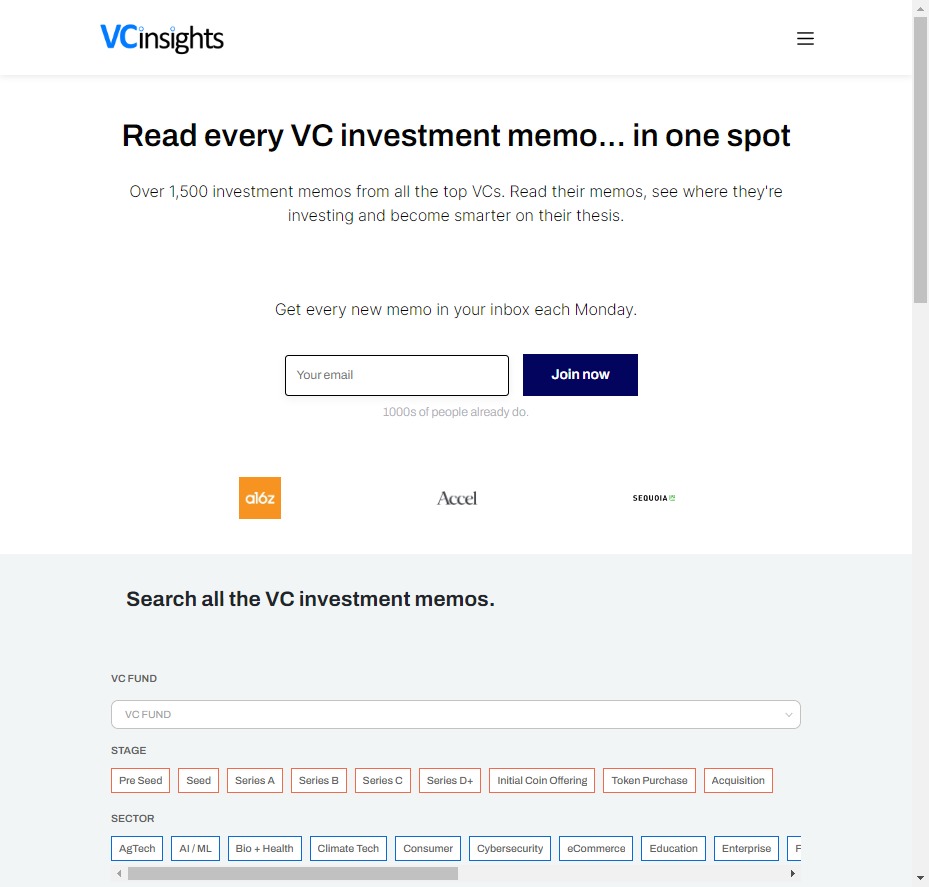 VCinsights
Read every VC investment memo... in one spot
Over 1,500 investment memos from all the top VCs. Read their memos, see where they're
investing and become smarter on their thesis.
Get every new memo in your inbox each Monday.
Your email
Join now
1000s of people already do.
a16z
Accel
SEQUOIA
Search all the VC investment memos.
VC FUND
VC FUND
STAGE
Pre Seed Seed Series A Series B Series C Series D+ Initial Coin Offering Token Purchase Acquisition
SECTOR
AgTech AI / ML Bio + Health Climate Tech Consumer Cybersecurity eCommerce Education Enterprise F